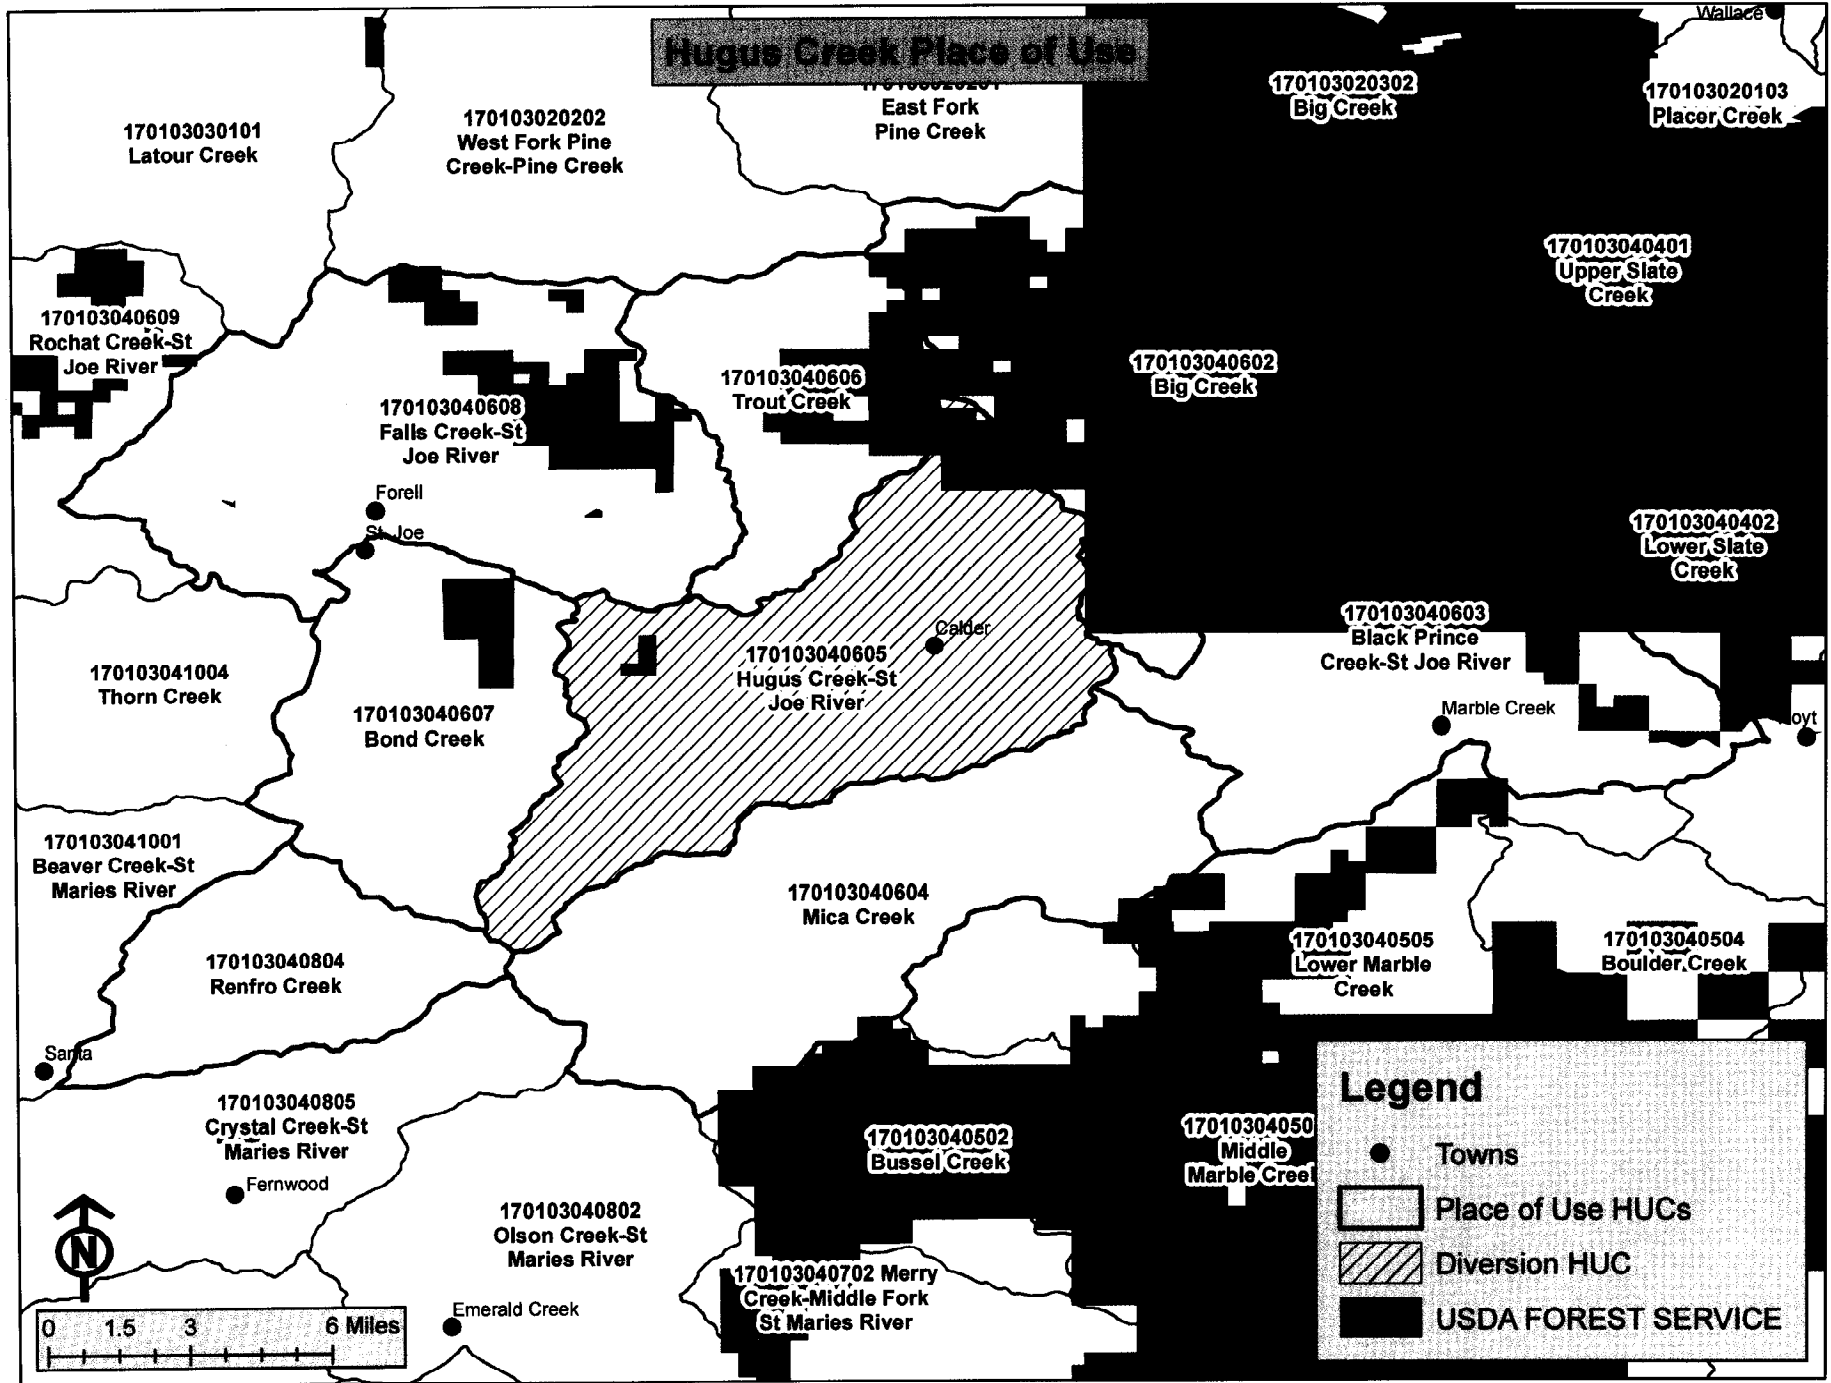 Hugus Creek Place of Use
Wallace
170103020302
Big Creek
170103020103
Placer Creek
East Fork
Pine Creek
170103020202
West Fork Pine
Creek-Pine Creek
170103030101
Latour Creek
170103040401
Upper Slate
Creek
170103040609
Rochat Creek-St
Joe River
170103040602
Big Creek
170103040606
Trout Creek
170103040608
Falls Creek-St
Joe River
Forell
St. Joe
170103040402
Lower Slate
Creek
170103040603
Black Prince
Creek-St Joe River
Calder
170103040605
Hugus Creek-St
Joe River
170103041004
Thorn Creek
170103040607
Bond Creek
Marble Creek
oyt
170103041001
Beaver Creek-St
Maries River
170103040604
Mica Creek
170103040505
Lower Marble
Creek
170103040504
Boulder Creek
170103040804
Renfro Creek
Santa
170103040805
Crystal Creek-St
Maries River
Fernwood
170103040502
Bussel Creek
17010304050
Middle
Marble Creek
170103040802
Olson Creek-St
Maries River
170103040702 Merry
Creek-Middle Fork
St Maries River
Emerald Creek
N
0 1.5 3 6 Miles
Legend
Towns
Place of Use HUCs
Diversion HUC
USDA FOREST SERVICE